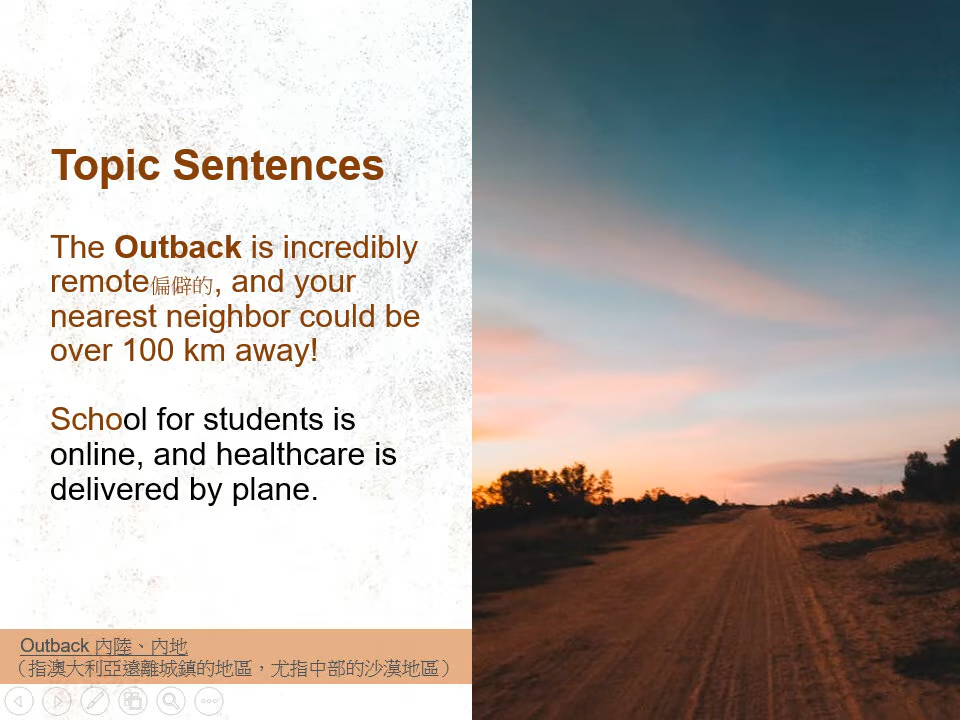 Topic Sentences
The Outback is incredibly
remote偏僻的, and your
nearest neighbor could be
over 100 km away!
School for students is
online, and healthcare is
delivered by plane.
Outback 內陸、內地
（指澳大利亞遠離城鎮的地區，尤指中部的沙漠地區）